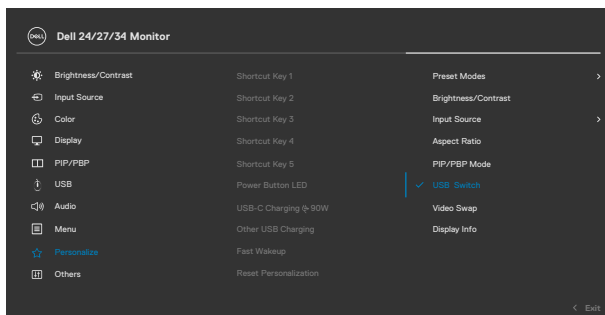 DELL
Dell 24/27/34 Monitor
Brightness/Contrast
Input Source
Color
Display
PIP/PBP
USB
Audio
Menu
Personalize
Others
Shortcut Key 1
Shortcut Key 2
Shortcut Key 3
Shortcut Key 4
Shortcut Key 5
Power Button LED
USB-C Charging 90W
Other USB Charging
Fast Wakeup
Reset Personalization
Preset Modes
Brightness/Contrast
Input Source
Aspect Ratio
PIP/PBP Mode
USB Switch
Video Swap
Display Info
Exit